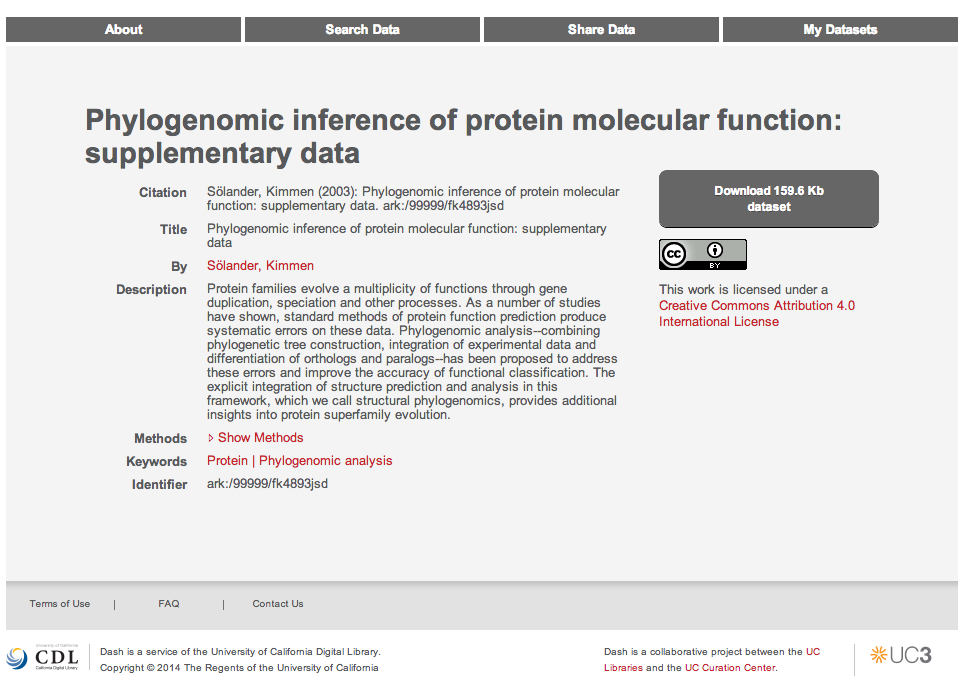 About
Search Data
Share Data
My Datasets
Phylogenomic inference of protein molecular function:
supplementary data
Citation
Sölander, Kimmen (2003): Phylogenomic inference of protein molecular
function: supplementary data. ark:/99999/fk4893jsd
Title
Phylogenomic inference of protein molecular function: supplementary
data
By
Sölander, Kimmen
Description
Protein families evolve a multiplicity of functions through gene
duplication, speciation and other processes. As a number of studies
have shown, standard methods of protein function prediction produce
systematic errors on these data. Phylogenomic analysis--combining
phylogenetic tree construction, integration of experimental data and
differentiation of orthologs and paralogs--has been proposed to address
these errors and improve the accuracy of functional classification. The
explicit integration of structure prediction and analysis in this
framework, which we call structural phylogenomics, provides additional
insights into protein superfamily evolution.
Methods
Show Methods
Keywords
Protein | Phylogenomic analysis
Identifier
ark:/99999/fk4893jsd
Download 159.6 Kb
dataset
cc
BY
This work is licensed under a
Creative Commons Attribution 4.0
International License
Terms of Use | FAQ | Contact Us
University of California
CDL
California Digital Library
Dash is a service of the University of California Digital Library.
Copyright © 2014 The Regents of the University of California
Dash is a collaborative project between the UC
Libraries and the UC Curation Center.
UC3